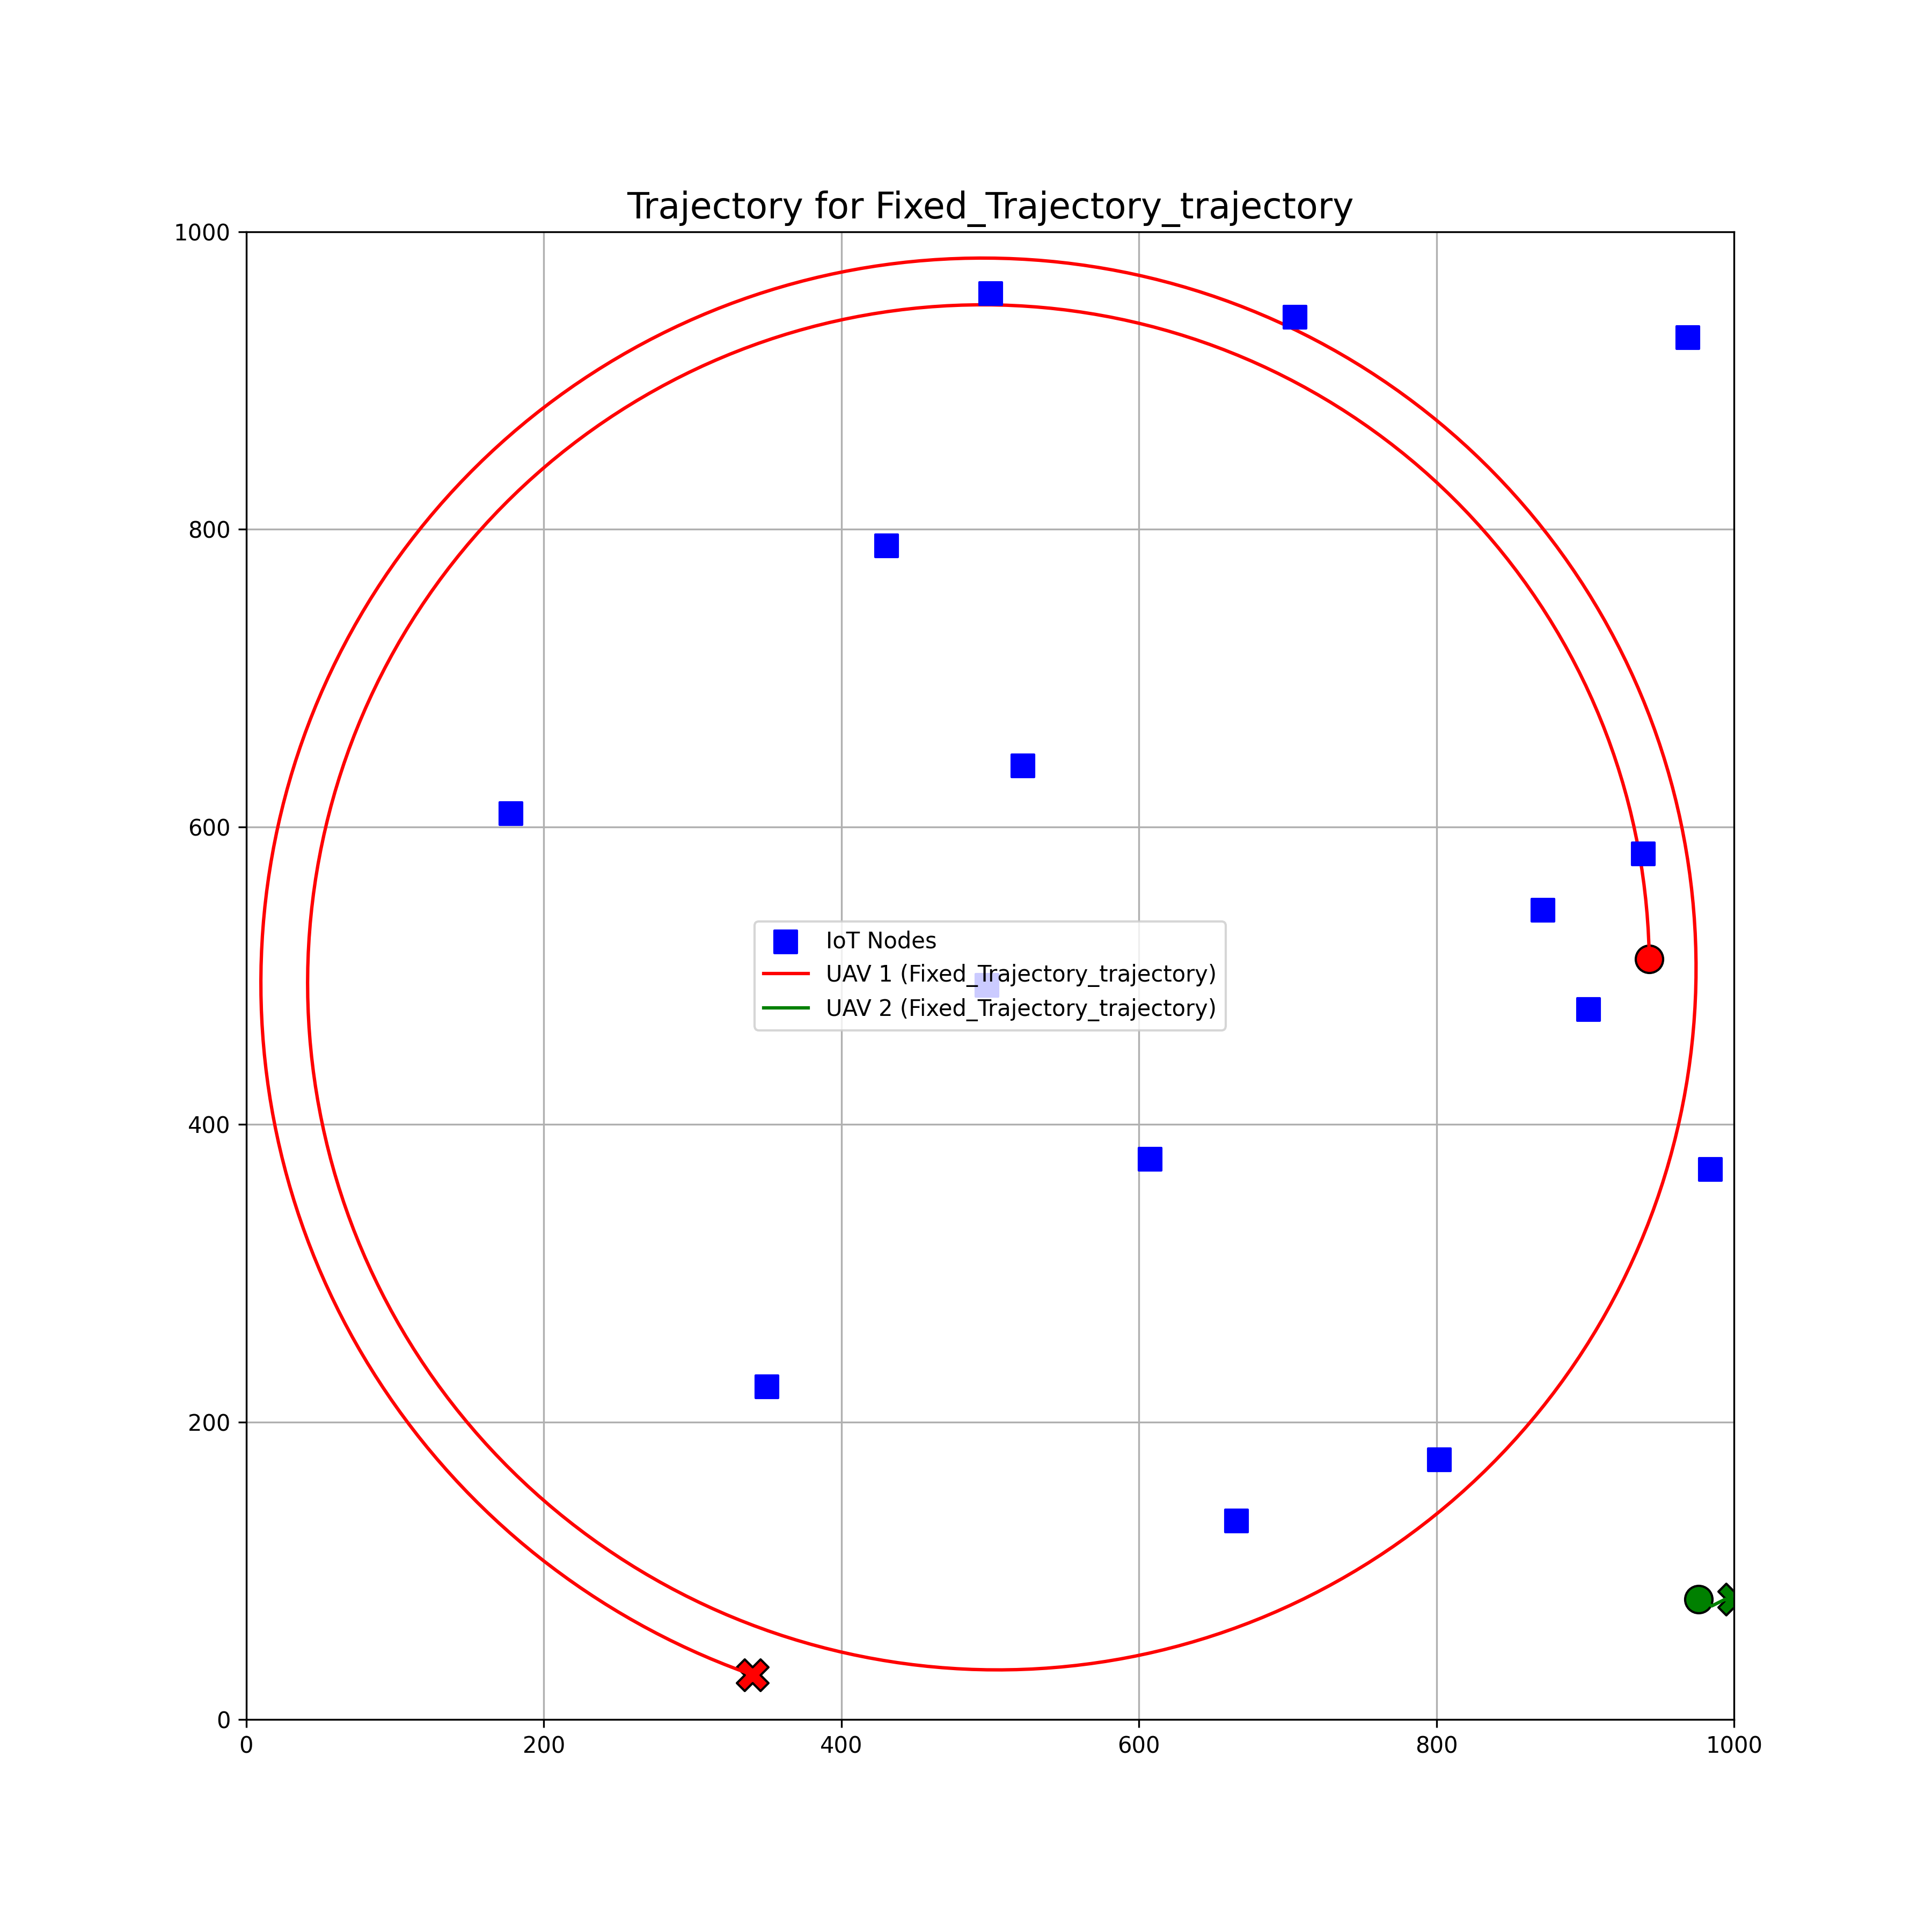 Trajectory for Fixed_Trajectory_trajectory
1000
800
600
400
200
0
IoT Nodes
UAV 1 (Fixed_Trajectory_trajectory)
UAV 2 (Fixed_Trajectory_trajectory)
0 200 400 600 800 1000